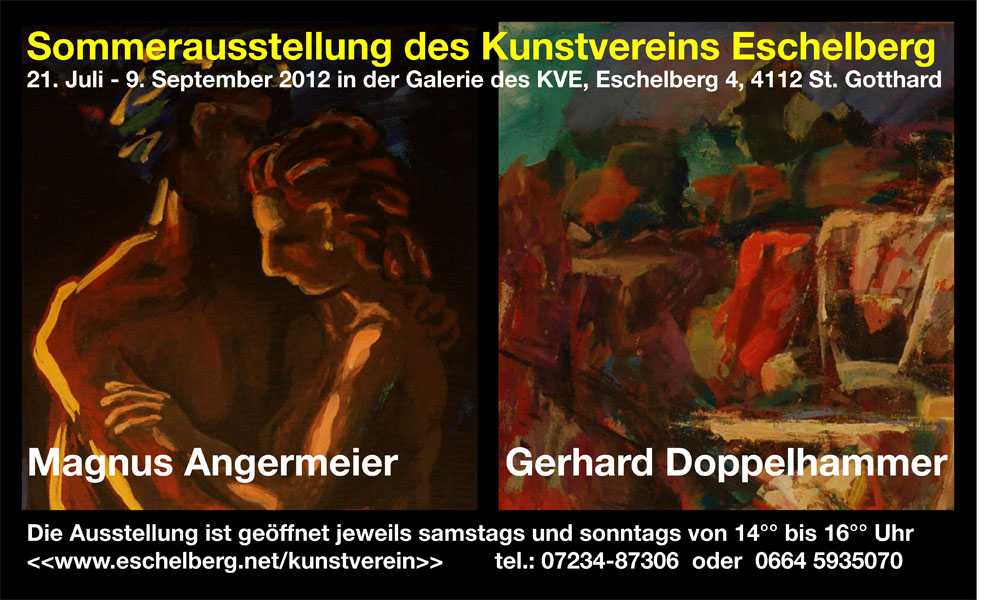 Sommerausstellung des Kunstvereins Eschelberg
21. Juli - 9. September 2012 in der Galerie des KVE, Eschelberg 4, 4112 St. Gotthard
Magnus Angermeier
Gerhard Doppelhammer
Die Ausstellung ist geöffnet jeweils samstags und sonntags von 14°° bis 16°° Uhr
<<www.eschelberg.net/kunstverein>> tel.: 07234-87306 oder 0664 5935070